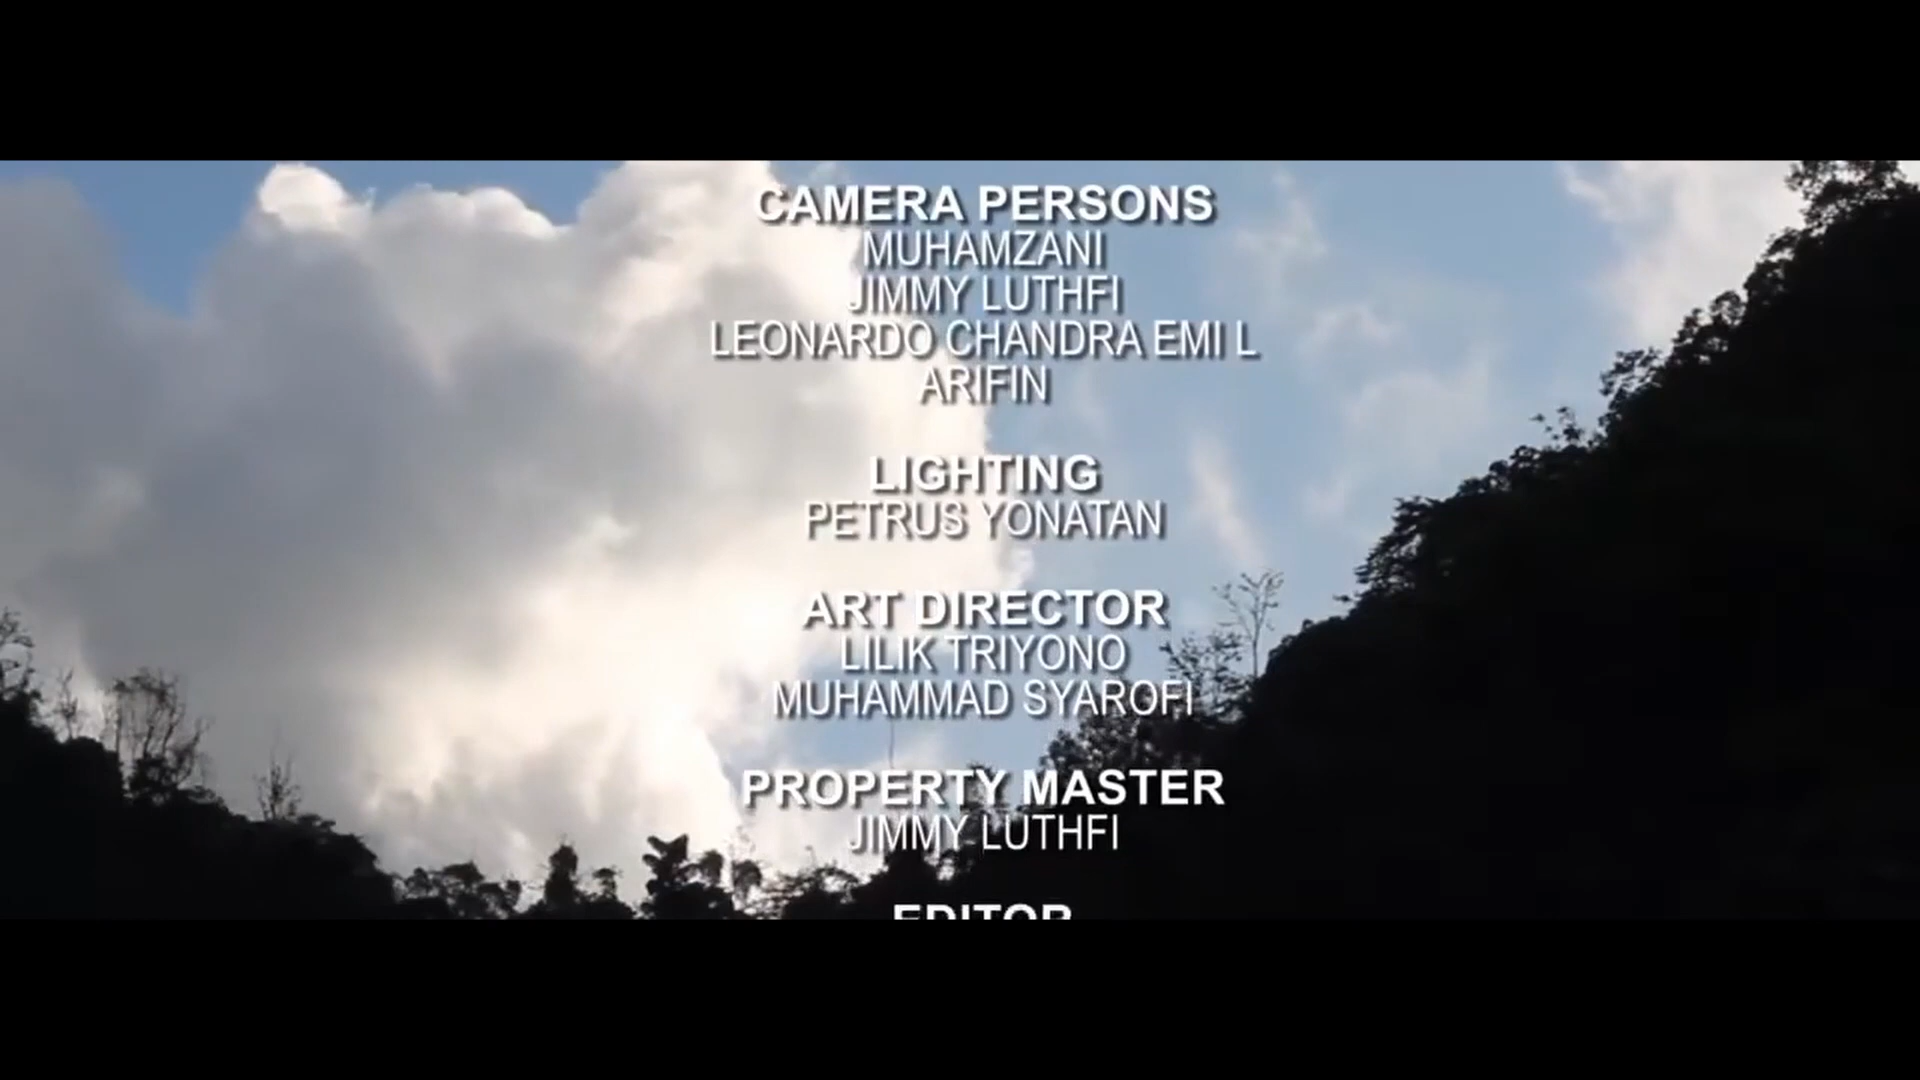 CAMERA PERSONS
MUHAMZANI
JIMMY LUTHFI
LEONARDO CHANDRA EMI L
ARIFIN
LIGHTING
PETRUS YONATAN
ART DIRECTOR
LILIK TRIYONO
MUHAMMAD SYAROFI
PROPERTY MASTER
JIMMY LUTHFI
EDITOR